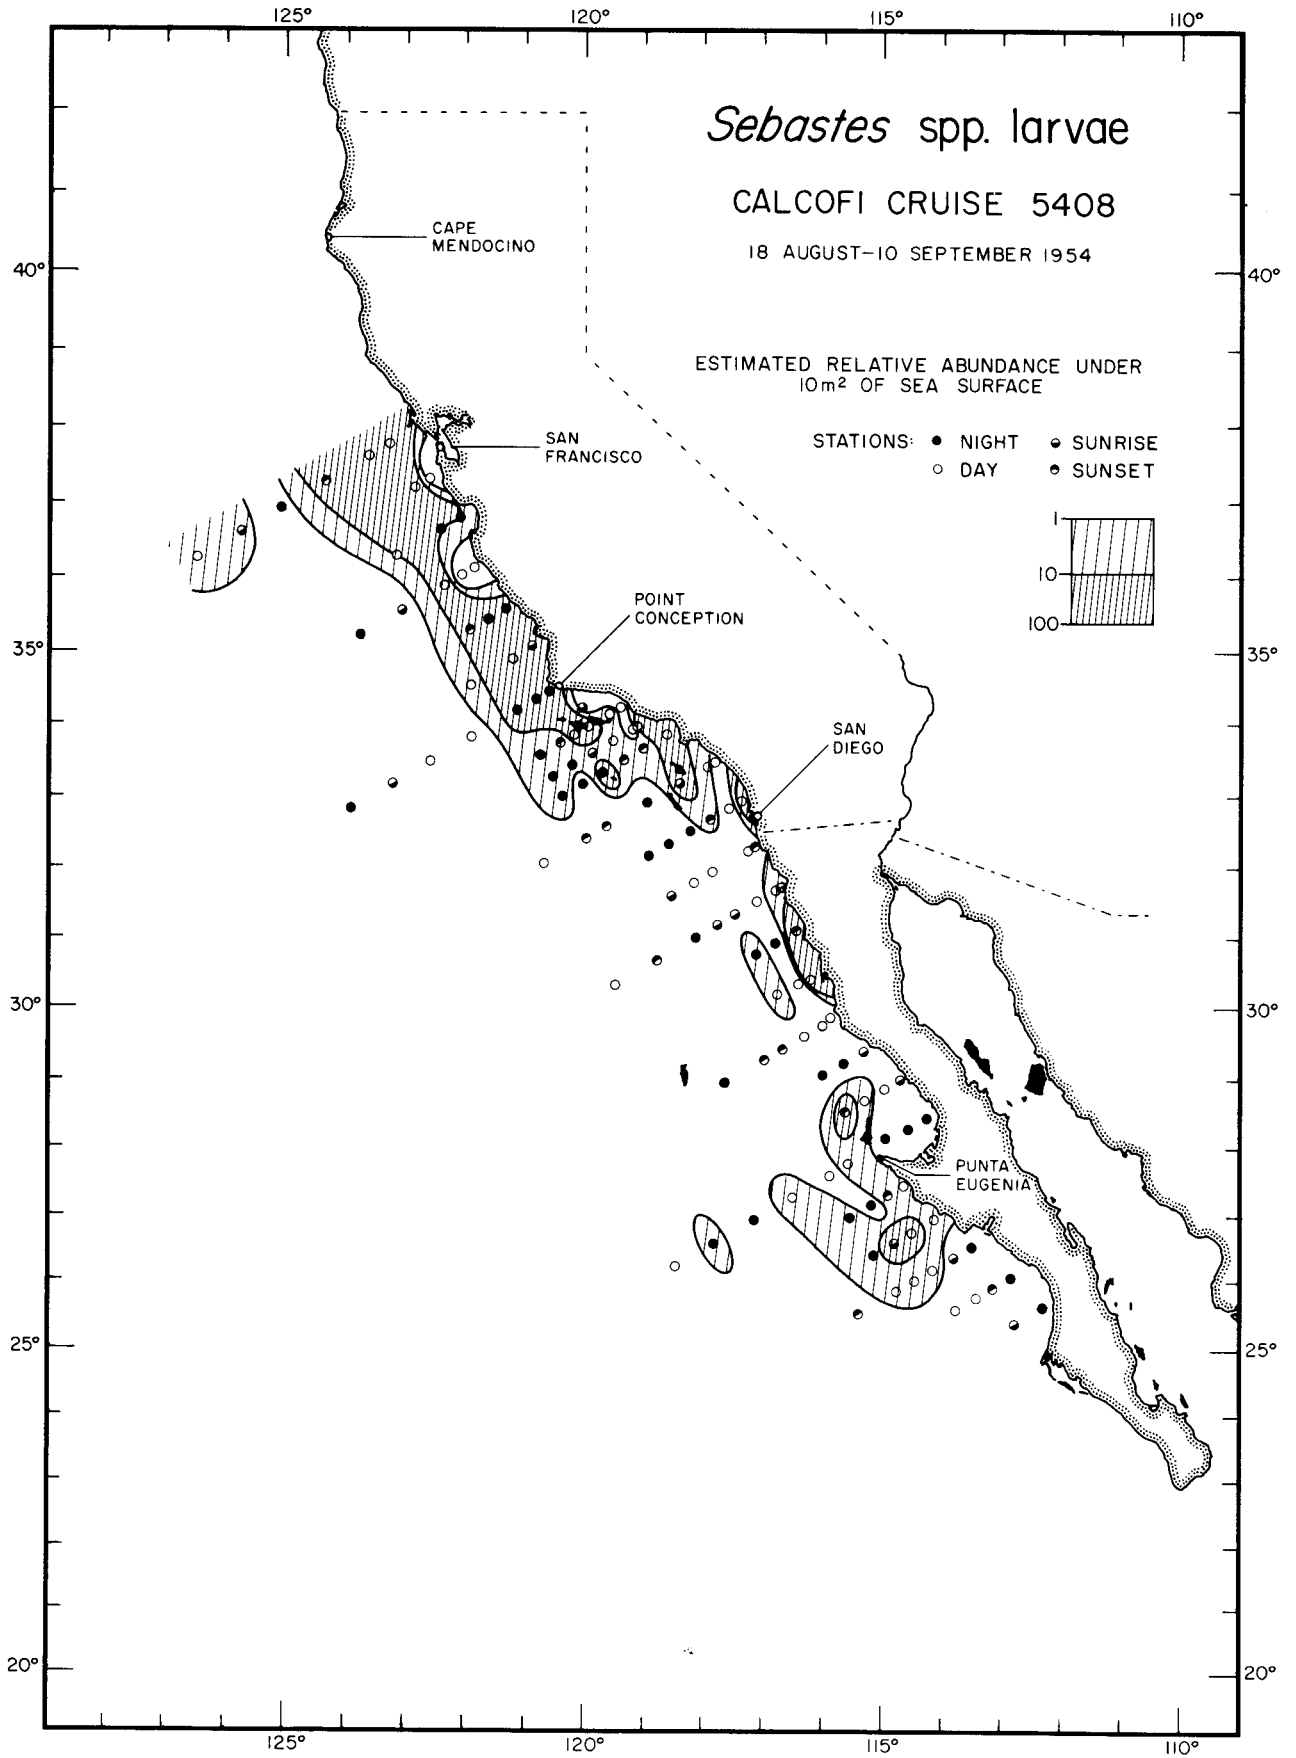 125° 120° 115° 110°
Sebastes spp. larvae
CALCOFI CRUISE 5408
18 AUGUST–10 SEPTEMBER 1954
CAPE
MENDOCINO
40° 40°
ESTIMATED RELATIVE ABUNDANCE UNDER
10m² OF SEA SURFACE
STATIONS: ● NIGHT ◒ SUNRISE
○ DAY ◓ SUNSET
SAN
FRANCISCO
1
10
100
POINT
CONCEPTION
35° 35°
SAN
DIEGO
30° 30°
PUNTA
EUGENIA
25° 25°
20° 20°
125° 120° 115° 110°